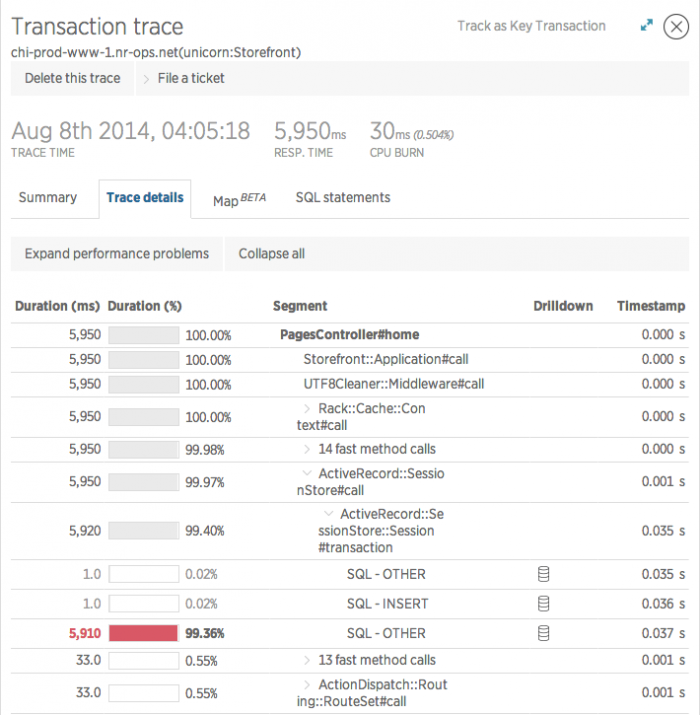 Transaction trace
Track as Key Transaction
chi-prod-www-1.nr-ops.net(unicorn:Storefront)
Delete this trace
File a ticket
Aug 8th 2014, 04:05:18 5,950ms 30ms (0.504%)
TRACE TIME RESP. TIME CPU BURN
Summary Trace details Map BETA SQL statements
Expand performance problems Collapse all
Duration (ms) Duration (%) Segment Drilldown Timestamp
5,950 100.00% PagesController#home 0.000 s
5,950 100.00% Storefront::Application#call 0.000 s
5,950 100.00% UTF8Cleaner::Middleware#call 0.000 s
5,950 100.00% Rack::Cache::Con 0.000 s
text#call
5,950 99.98% 14 fast method calls 0.000 s
5,950 99.97% ActiveRecord::Sessio 0.001 s
nStore#call
5,920 99.40% ActiveRecord::Se 0.035 s
ssionStore::Session
#transaction
1.0 0.02% SQL - OTHER 0.035 s
1.0 0.02% SQL - INSERT 0.036 s
5,910 99.36% SQL - OTHER 0.037 s
33.0 0.55% 13 fast method calls 0.001 s
33.0 0.55% ActionDispatch::Rout 0.001 s
ing::RouteSet#call